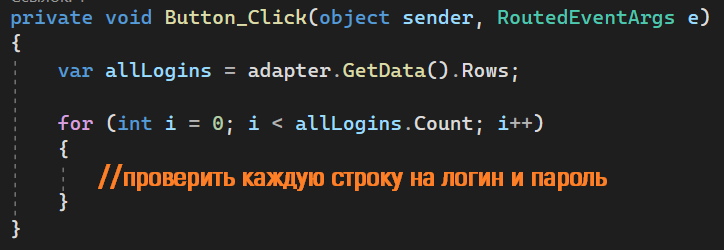 private void Button_Click(object sender, RoutedEventArgs e)
{
var allLogins = adapter.GetData().Rows;
for (int i = 0; i < allLogins.Count; i++)
{
//проверить каждую строку на логин и пароль
}
}